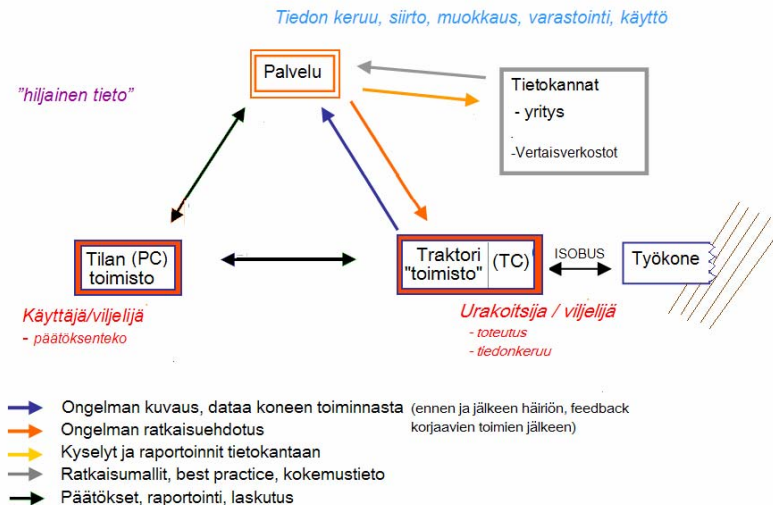 Tiedon keruu, siirto, muokkaus, varastointi, käyttö
Palvelu
Tietokannat
- yritys
-Vertaisverkostot
"hiljainen tieto"
Tilan (PC)
toimisto
Traktori
"toimisto"
(TC)
ISOBUS
Työkone
Käyttäjä/viljelijä
- päätöksenteko
Urakoitsija / viljelijä
- toteutus
- tiedonkeruu
Ongelman kuvaus, dataa koneen toiminnasta (ennen ja jälkeen häiriön, feedback
korjaavien toimien jälkeen)
Ongelman ratkaisuehdotus
Kyselyt ja raportoinnit tietokantaan
Ratkaisumallit, best practice, kokemustieto
Päätökset, raportointi, laskutus